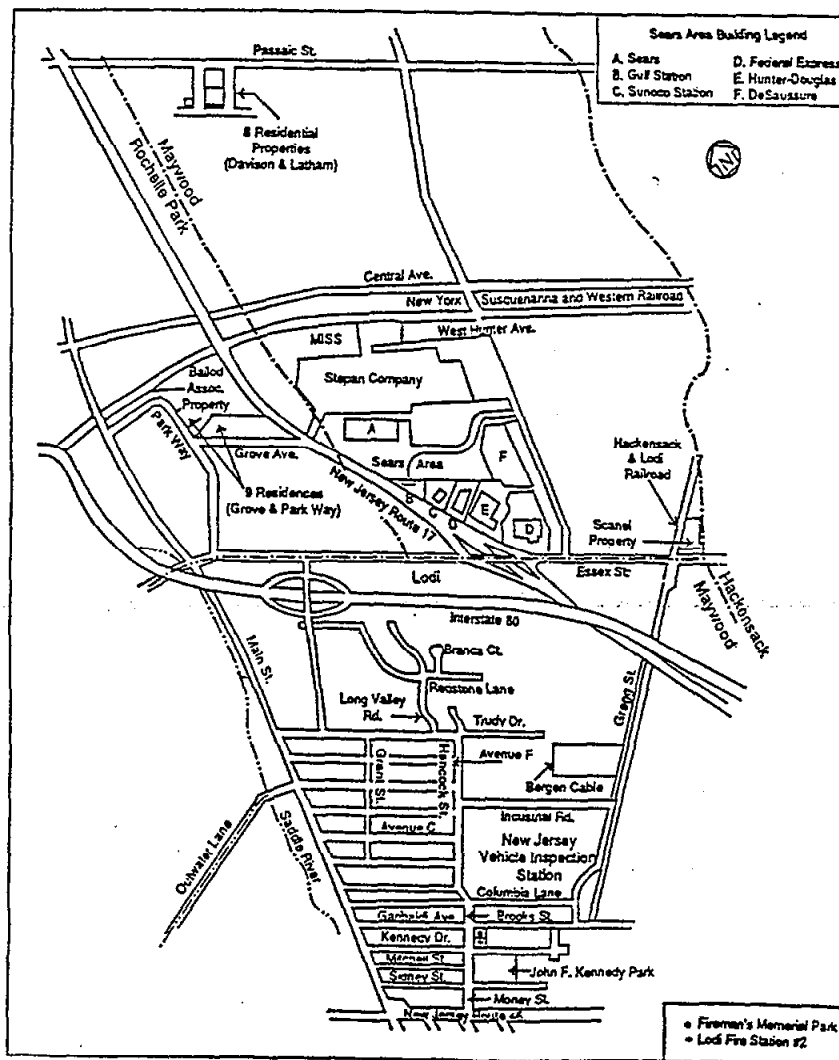 Sears Area Building Legend
A. Sears
B. Gulf Station
C. Sunoco Station
D. Federal Express
E. Hunter-Douglas
F. DeSaussure
Passaic St.
8 Residential
Properties
(Davison & Latham)
Maywood
Rochelle Park
N
Central Ave.
New York Susquehanna and Western Railroad
West Hunter Ave.
MISS
Stepan Company
Ballod
Assoc.
Property
Park Way
A
Grove Ave.
Sears Area
F
Hackensack
& Lodi
Railroad
9 Residences
(Grove & Park Way)
New Jersey Route 17
B
C
E
D
Scanel
Property
Lodi
Essex St.
Interstate 80
Hackensack
Maywood
Main St.
Branca Ct.
Redstone Lane
Long Valley
Rd.
Trudy Dr.
Gregg St.
Grant St.
Hancock St.
Avenue F
Bergen Cable
Industrial Rd.
Avenue C
New Jersey
Vehicle Inspection
Station
Outwater Lane
Saddle River
Columbia Lane
Garibaldi Ave
Brooks St.
Kennedy Dr.
Mitchell St.
Sidney St.
John F. Kennedy Park
Money St.
New Jersey Route 46
Fireman's Memorial Park
Lodi Fire Station #2